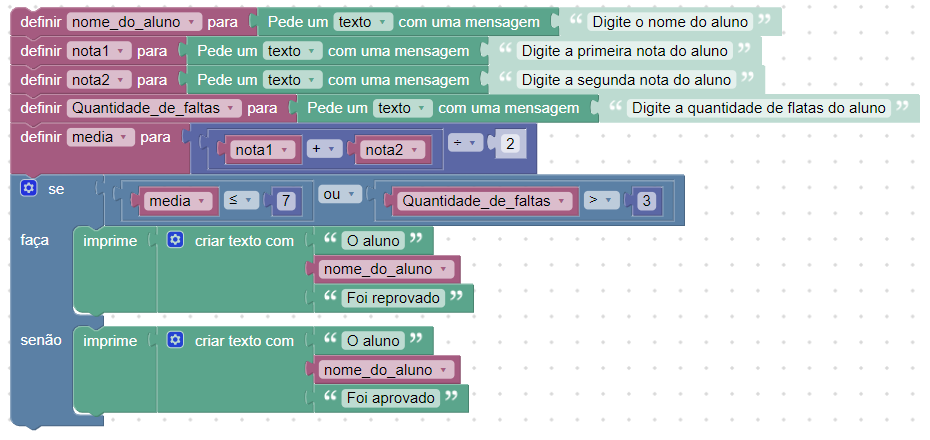 definir nome_do_aluno para Pede um texto com uma mensagem “ Digite o nome do aluno ”
definir nota1 para Pede um texto com uma mensagem “ Digite a primeira nota do aluno ”
definir nota2 para Pede um texto com uma mensagem “ Digite a segunda nota do aluno ”
definir Quantidade_de_faltas para Pede um texto com uma mensagem “ Digite a quantidade de flatas do aluno ”
definir media para nota1 + nota2 ÷ 2
se media ≤ 7 ou Quantidade_de_faltas > 3
faça imprime criar texto com “ O aluno ”
nome_do_aluno
“ Foi reprovado ”
senão imprime criar texto com “ O aluno ”
nome_do_aluno
“ Foi aprovado ”